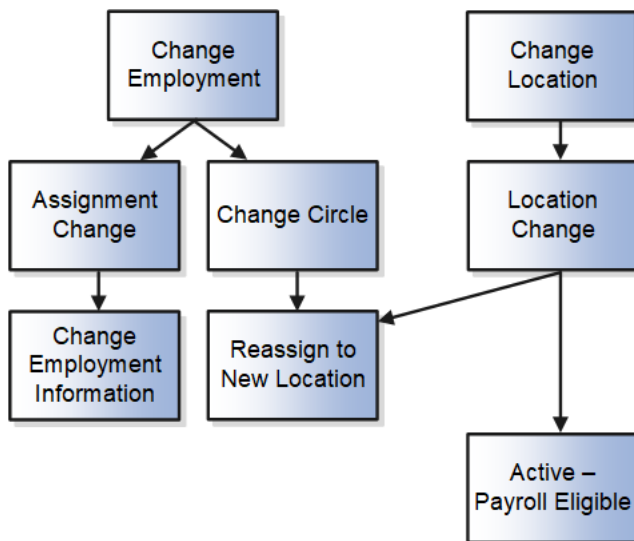 Change
Employment
Change
Location
Assignment
Change
Change Circle
Location
Change
Change
Employment
Information
Reassign to
New Location
Active –
Payroll Eligible